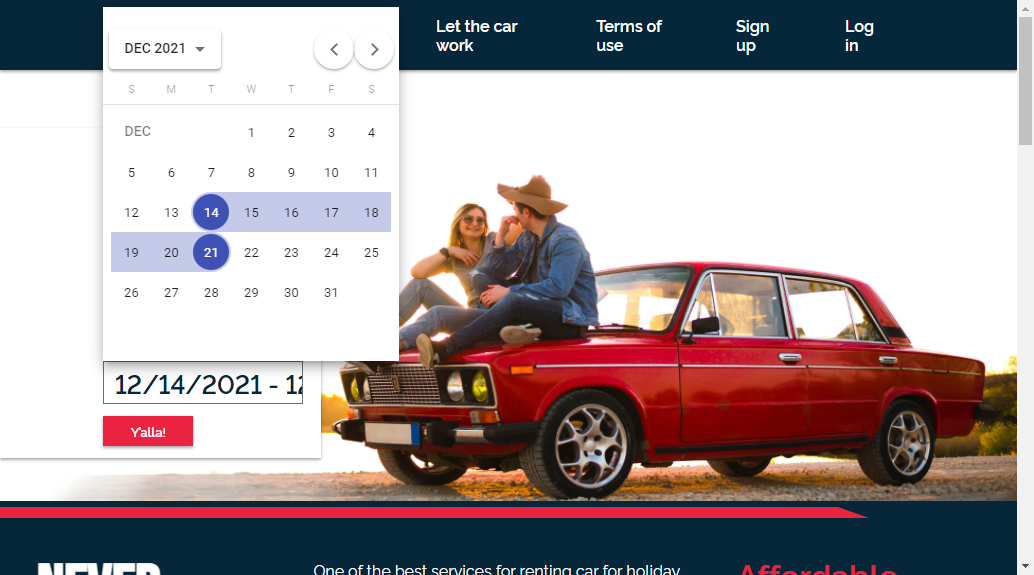 Let the car
work
Terms of
use
Sign
up
Log
in
DEC 2021
S M T W T F S
DEC 1 2 3 4
5 6 7 8 9 10 11
12 13 14 15 16 17 18
19 20 21 22 23 24 25
26 27 28 29 30 31
12/14/2021 - 12
Y'alla!
NEVER
One of the best services for renting car for holiday
Affordable